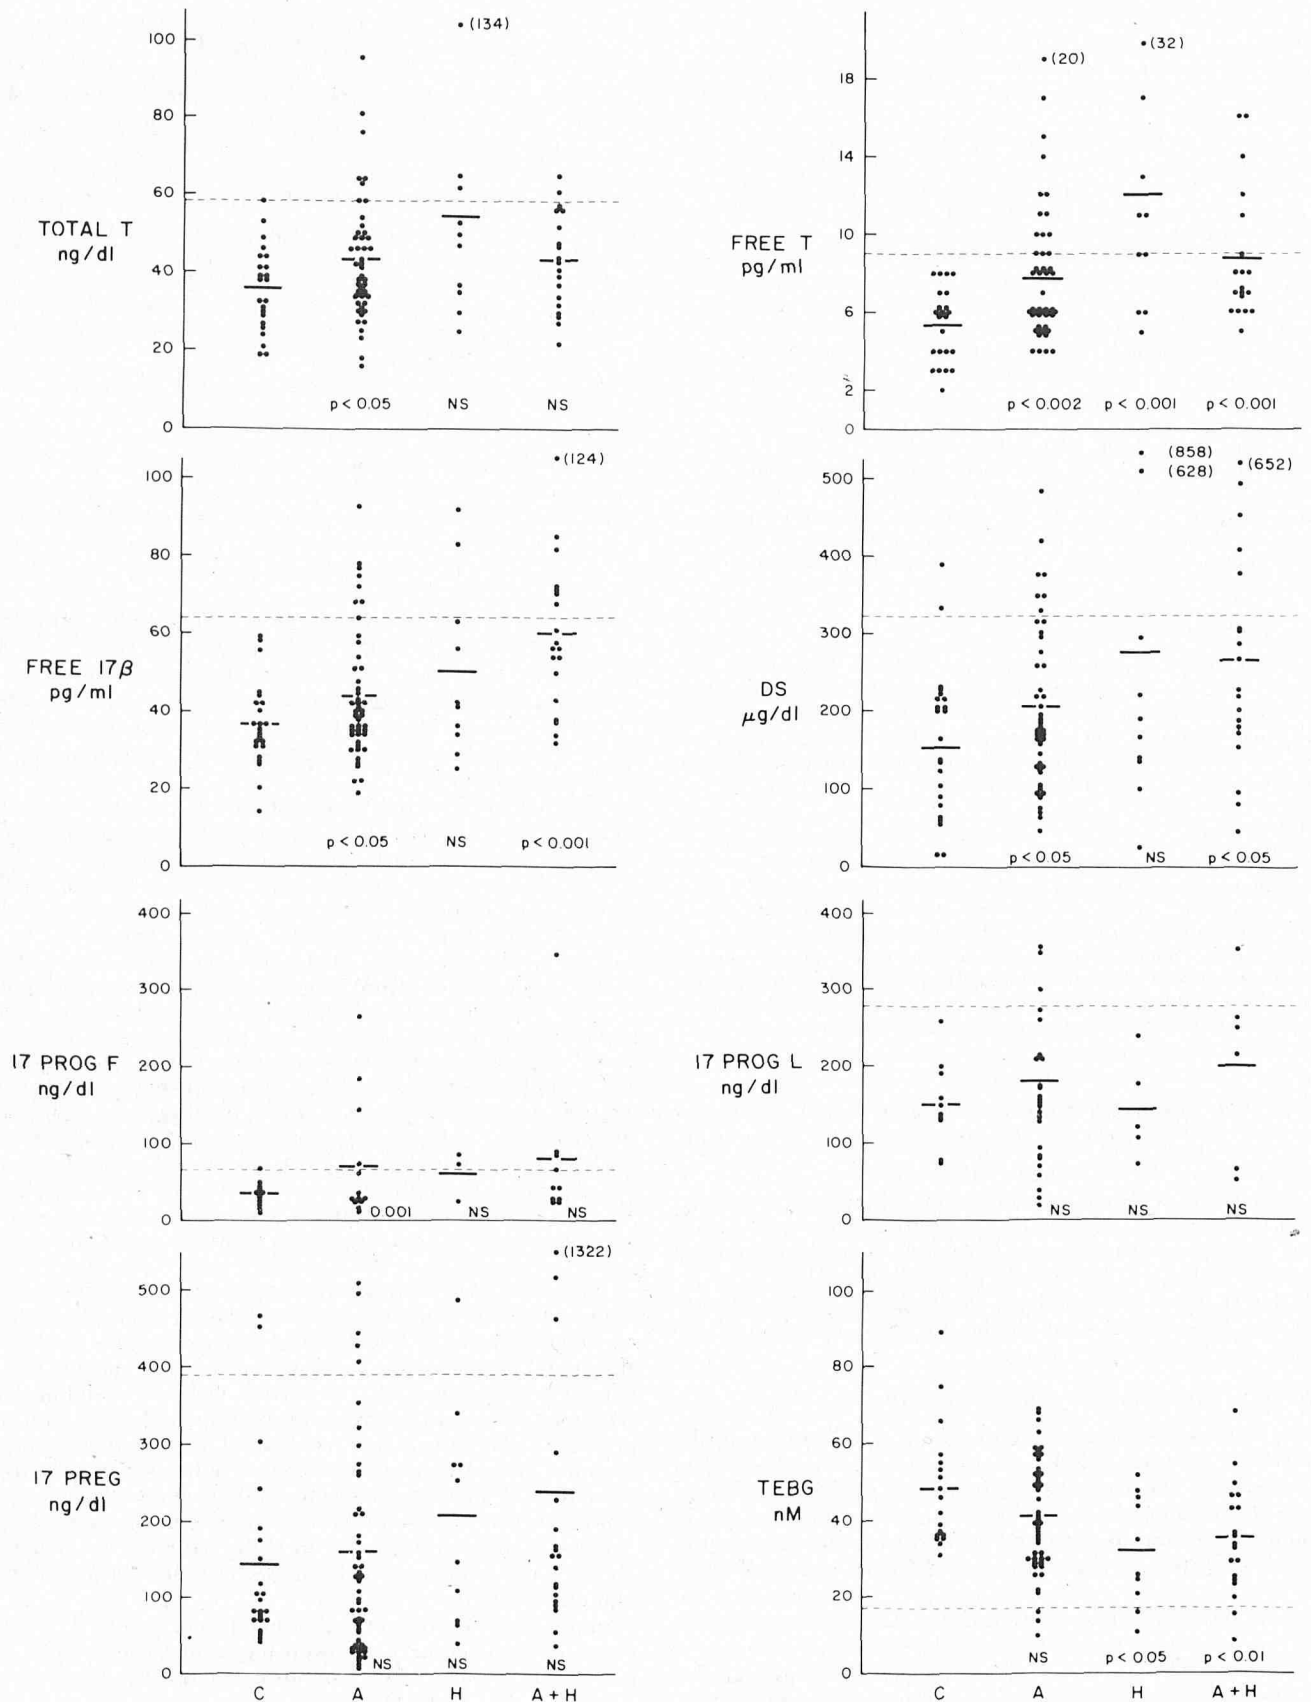 100
80
60
40
20
0
TOTAL T
ng/dl
(134)
p < 0.05
NS
NS
18
14
10
6
2
0
FREE T
pg/ml
(20)
(32)
p < 0.002
p < 0.001
p < 0.001
100
80
60
40
20
0
FREE 17β
pg/ml
(124)
p < 0.05
NS
p < 0.001
500
400
300
200
100
0
DS
μg/dl
(858)
(628)
(652)
p < 0.05
NS
p < 0.05
400
300
200
100
0
17 PROG F
ng/dl
0.001
NS
NS
400
300
200
100
0
17 PROG L
ng/dl
NS
NS
NS
500
400
300
200
100
0
17 PREG
ng/dl
(1322)
NS
NS
NS
C
A
H
A + H
100
80
60
40
20
0
TEBG
nM
NS
p < 0.05
p < 0.01
C
A
H
A + H